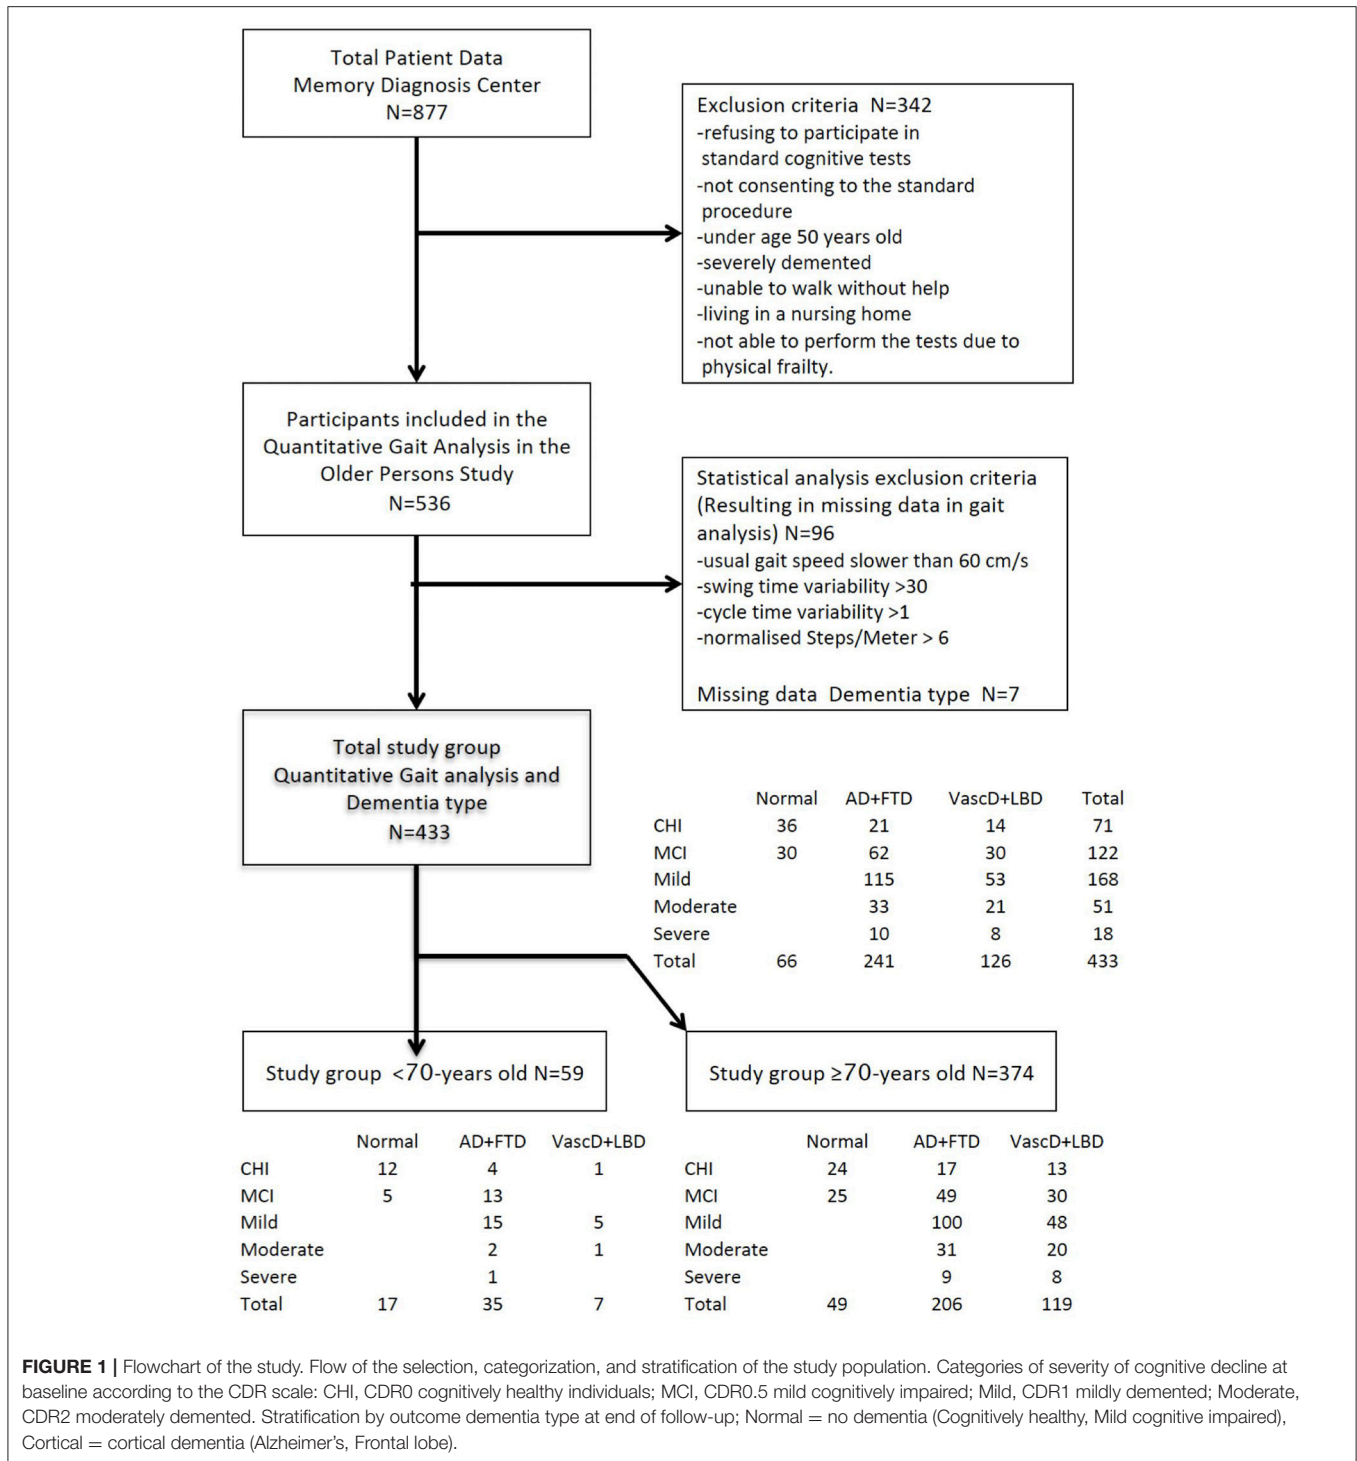 Total Patient Data
Memory Diagnosis Center
N=877
Exclusion criteria N=342
-refusing to participate in
standard cognitive tests
-not consenting to the standard
procedure
-under age 50 years old
-severely demented
-unable to walk without help
-living in a nursing home
-not able to perform the tests due to
physical frailty.
Participants included in the
Quantitative Gait Analysis in the
Older Persons Study
N=536
Statistical analysis exclusion criteria
(Resulting in missing data in gait
analysis) N=96
-usual gait speed slower than 60 cm/s
-swing time variability >30
-cycle time variability >1
-normalised Steps/Meter > 6
Missing data Dementia type N=7
Total study group
Quantitative Gait analysis and
Dementia type
N=433
Normal AD+FTD VascD+LBD Total
CHI 36 21 14 71
MCI 30 62 30 122
Mild 115 53 168
Moderate 33 21 51
Severe 10 8 18
Total 66 241 126 433
Study group <70-years old N=59
Normal AD+FTD VascD+LBD
CHI 12 4 1
MCI 5 13
Mild 15 5
Moderate 2 1
Severe 1
Total 17 35 7
Study group ≥70-years old N=374
Normal AD+FTD VascD+LBD
CHI 24 17 13
MCI 25 49 30
Mild 100 48
Moderate 31 20
Severe 9 8
Total 49 206 119
FIGURE 1 | Flowchart of the study. Flow of the selection, categorization, and stratification of the study population. Categories of severity of cognitive decline at
baseline according to the CDR scale: CHI, CDR0 cognitively healthy individuals; MCI, CDR0.5 mild cognitively impaired; Mild, CDR1 mildly demented; Moderate,
CDR2 moderately demented. Stratification by outcome dementia type at end of follow-up; Normal = no dementia (Cognitively healthy, Mild cognitive impaired),
Cortical = cortical dementia (Alzheimer's, Frontal lobe).